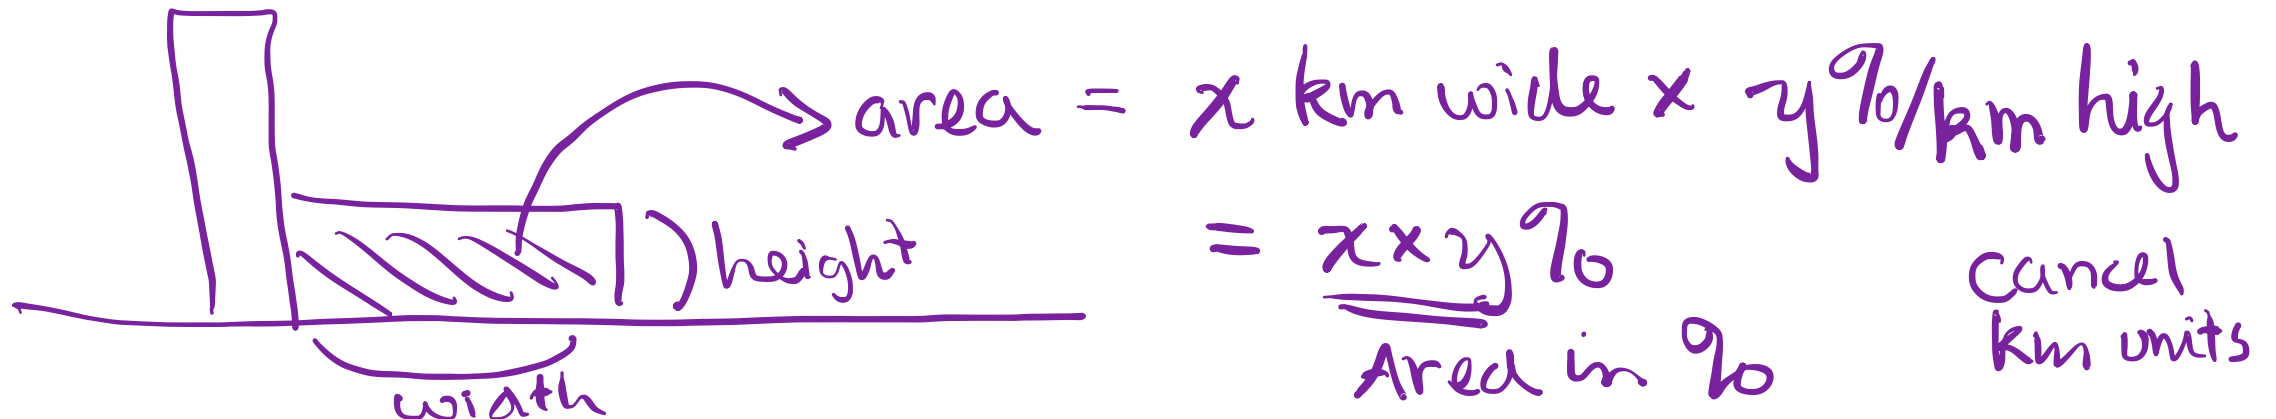 area = x km wide × y %/km high
height
= x × y %
cancel
km units
Area in %
width